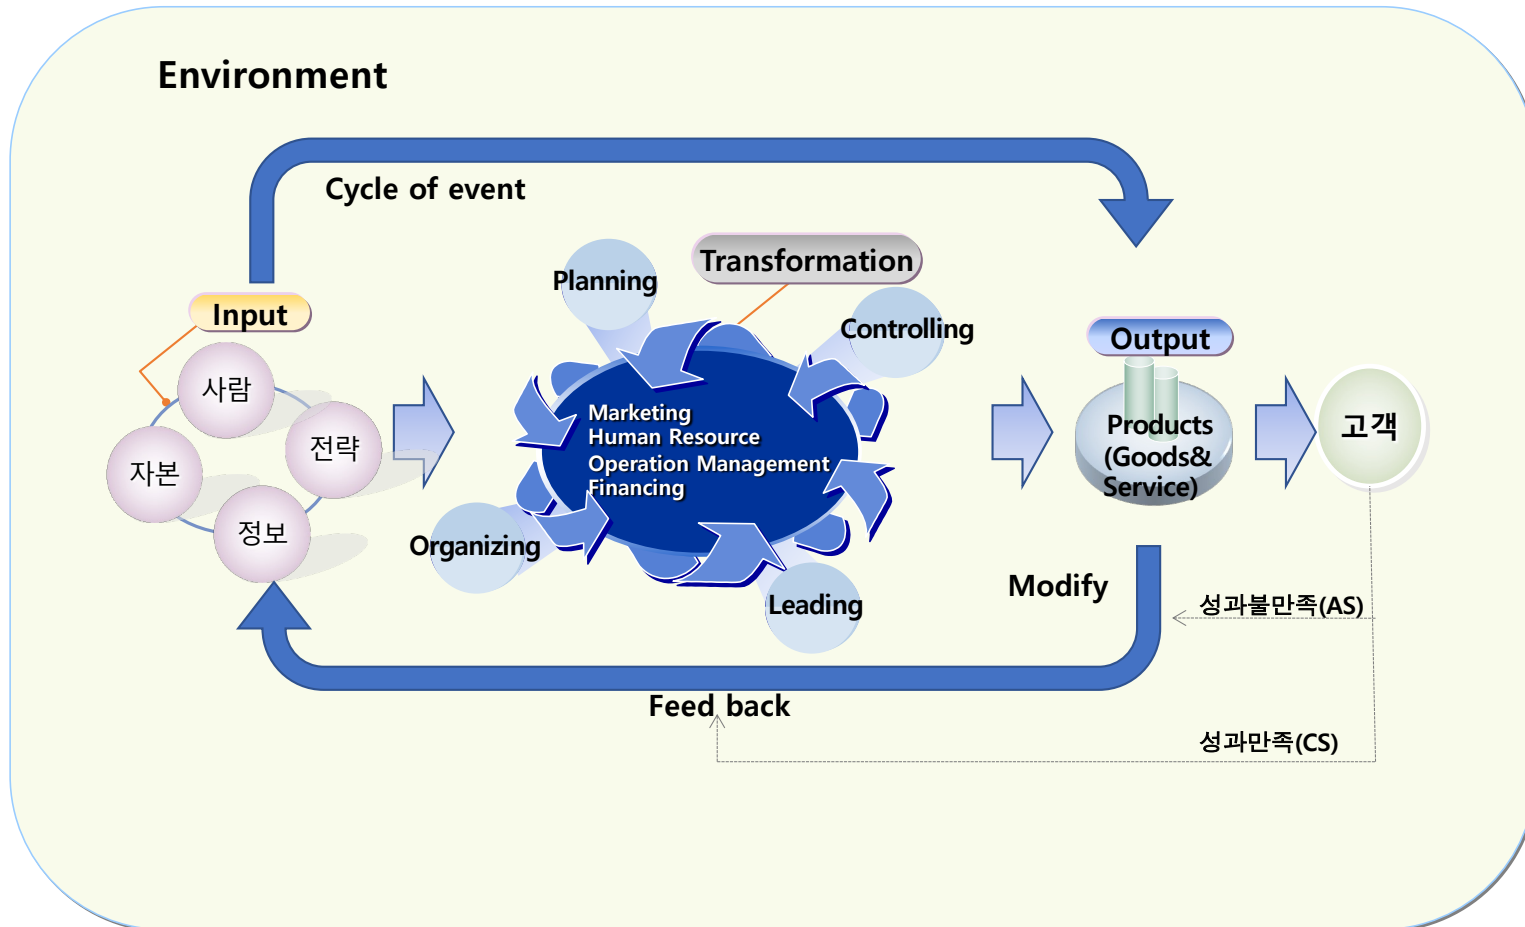 Environment
Cycle of event
Planning
Transformation
Input
Controlling
Output
사람
전략
자본
정보
Marketing
Human Resource
Operation Management
Financing
Products
(Goods&
Service)
고객
Organizing
Leading
Modify
성과불만족(AS)
Feed back
성과만족(CS)